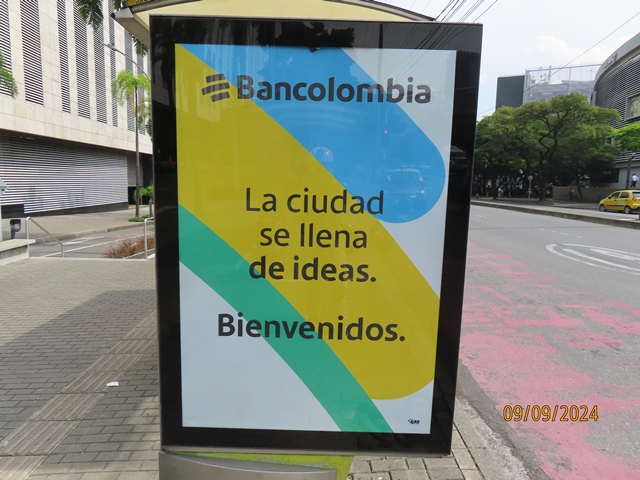 Bancolombia
La ciudad
se llena
de ideas.
Bienvenidos.
09/09/2024